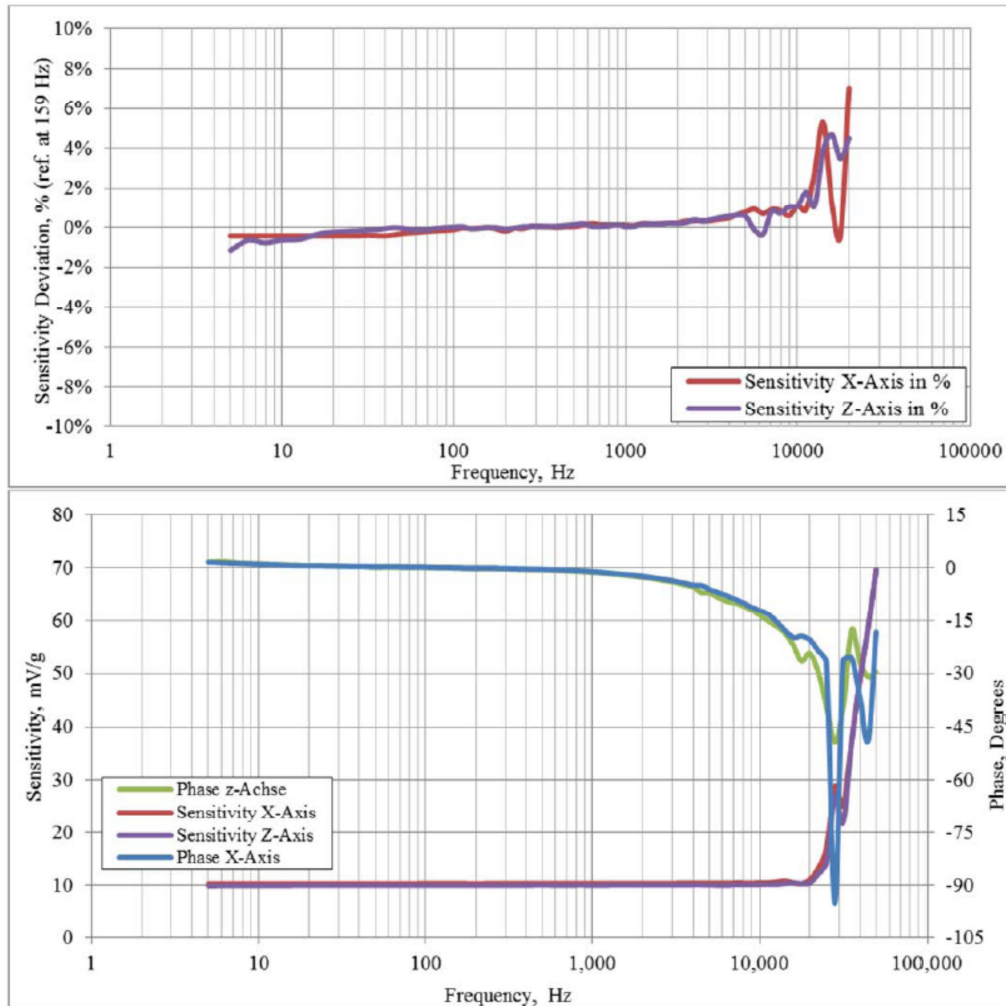 10%
8%
6%
4%
2%
0%
-2%
-4%
-6%
-8%
-10%
Sensitivity Deviation, % (ref. at 159 Hz)
Sensitivity X-Axis in %
Sensitivity Z-Axis in %
1 10 100 1000 10000 100000
Frequency, Hz
80 15
70 0
60 -15
50 -30
40 -45
30 -60
20 -75
10 -90
0 -105
Sensitivity, mV/g
Phase, Degrees
Phase z-Achse
Sensitivity X-Axis
Sensitivity Z-Axis
Phase X-Axis
1 10 100 1,000 10,000 100,000
Frequency, Hz